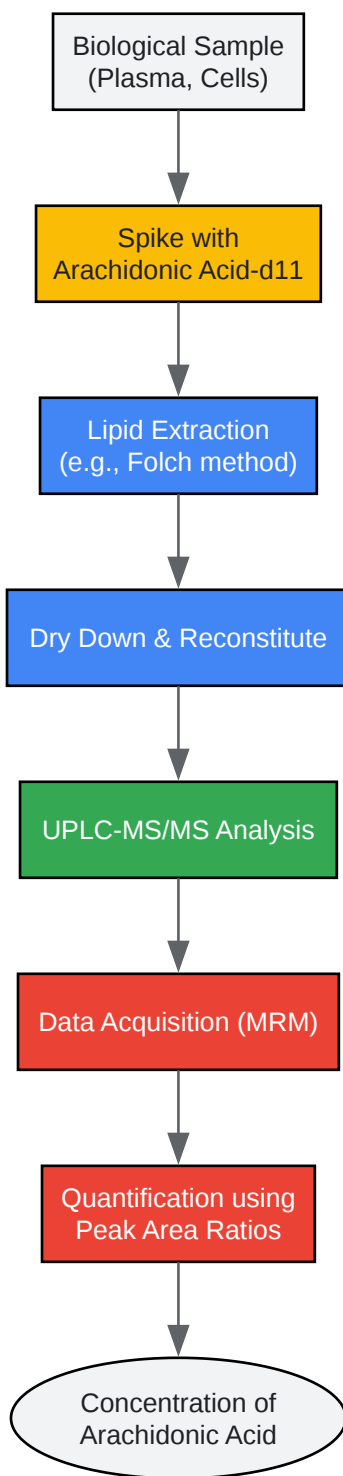 Biological Sample
(Plasma, Cells)
Spike with
Arachidonic Acid-d11
Lipid Extraction
(e.g., Folch method)
Dry Down & Reconstitute
UPLC-MS/MS Analysis
Data Acquisition (MRM)
Quantification using
Peak Area Ratios
Concentration of
Arachidonic Acid